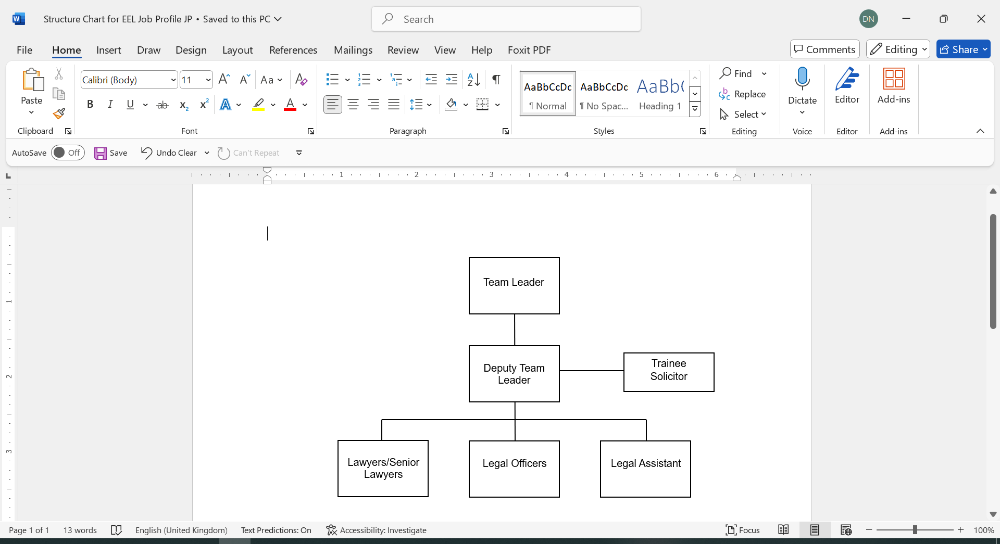 Structure Chart for EEL Job Profile JP • Saved to this PC
Search
DN
File Home Insert Draw Design Layout References Mailings Review View Help Foxit PDF
Comments Editing Share
Paste
Clipboard
Calibri (Body) 11
Font
Paragraph
AaBbCcDc AaBbCcDc AaBb(
¶ Normal ¶ No Spac... Heading 1
Styles
Find
Replace
Select
Editing
Dictate
Voice
Editor
Editor
Add-ins
Add-ins
AutoSave Off Save Undo Clear Can't Repeat
1 2 3 4 5 6
1
2
3
Team Leader
Deputy Team
Leader
Trainee
Solicitor
Lawyers/Senior
Lawyers
Legal Officers
Legal Assistant
Page 1 of 1 13 words English (United Kingdom) Text Predictions: On Accessibility: Investigate Focus 100%